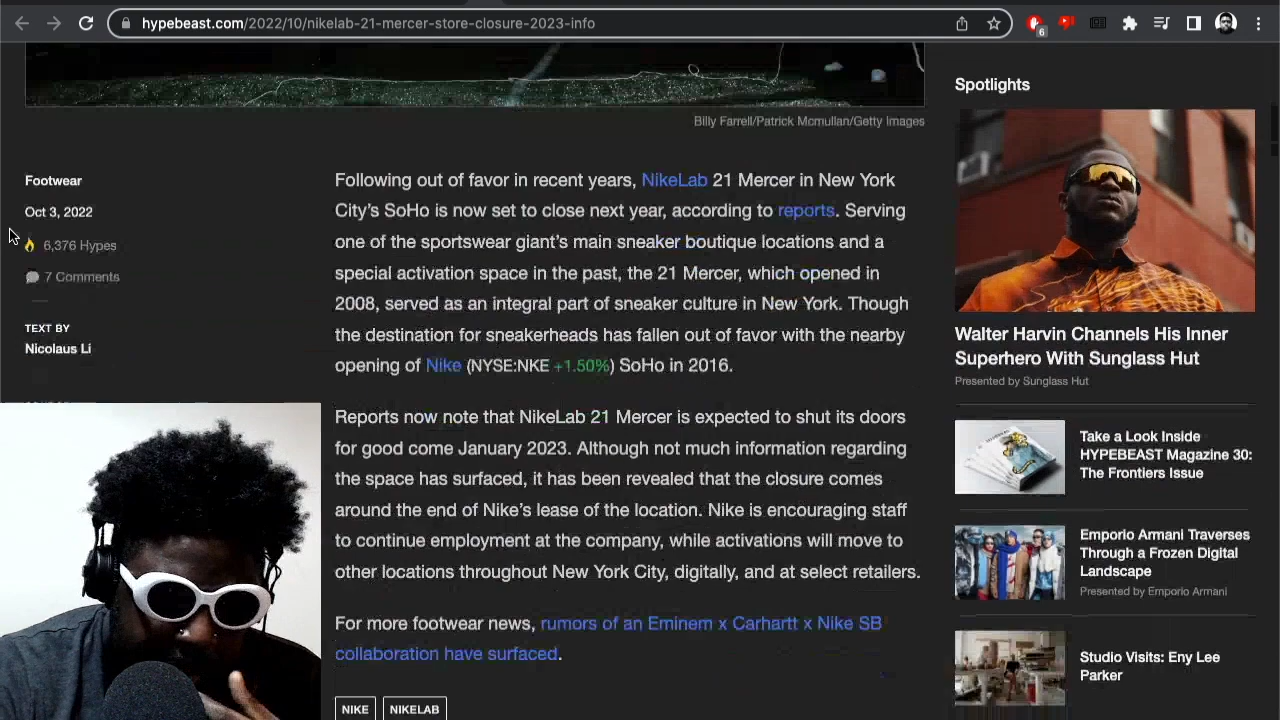 hypebeast.com/2022/10/nikelab-21-mercer-store-closure-2023-info
6
Billy Farrell/Patrick Mcmullan/Getty Images
Footwear
Oct 3, 2022
6,376 Hypes
7 Comments
TEXT BY
Nicolaus Li
Following out of favor in recent years, NikeLab 21 Mercer in New York
City's SoHo is now set to close next year, according to reports. Serving
one of the sportswear giant's main sneaker boutique locations and a
special activation space in the past, the 21 Mercer, which opened in
2008, served as an integral part of sneaker culture in New York. Though
the destination for sneakerheads has fallen out of favor with the nearby
opening of Nike (NYSE:NKE +1.50%) SoHo in 2016.
Reports now note that NikeLab 21 Mercer is expected to shut its doors
for good come January 2023. Although not much information regarding
the space has surfaced, it has been revealed that the closure comes
around the end of Nike's lease of the location. Nike is encouraging staff
to continue employment at the company, while activations will move to
other locations throughout New York City, digitally, and at select retailers.
For more footwear news, rumors of an Eminem x Carhartt x Nike SB
collaboration have surfaced.
NIKE
NIKELAB
Spotlights
Walter Harvin Channels His Inner
Superhero With Sunglass Hut
Presented by Sunglass Hut
Take a Look Inside
HYPEBEAST Magazine 30:
The Frontiers Issue
Emporio Armani Traverses
Through a Frozen Digital
Landscape
Presented by Emporio Armani
Studio Visits: Eny Lee
Parker